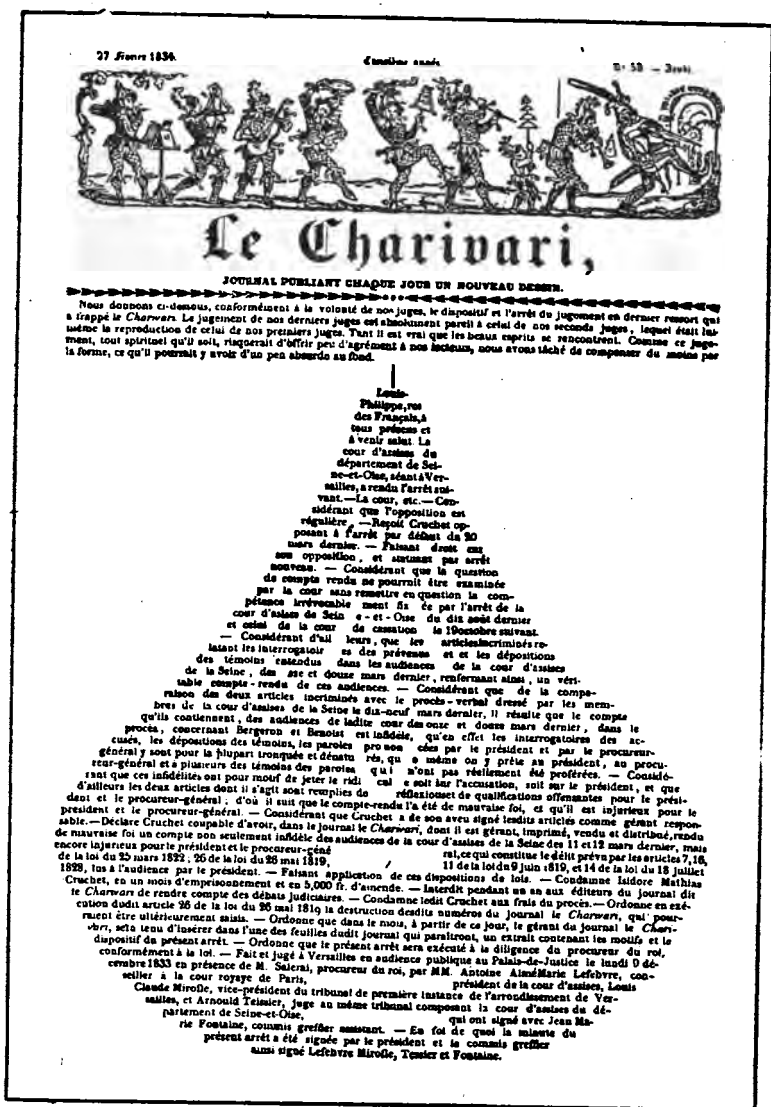 27 Février 1834.
Troisième année
N° 58 — Jeudi
Le Charivari,
JOURNAL PUBLIANT CHAQUE JOUR UN NOUVEAU DESSIN.
Nous donnons ci-dessous, conformément à la volonté de nos juges, le dispositif et l'arrêt du jugement en dernier ressort qui
a frappé le Charivari. Le jugement de nos derniers juges est absolument pareil à celui de nos seconds juges, lequel était lui-
même la reproduction de celui de nos premiers juges. Tant il est vrai que les beaux esprits se rencontrent. Comme ce juge-
ment, tout spirituel qu'il soit, risquerait d'offrir peu d'agrément à nos lecteurs, nous avons tâché de compenser du moins par
la forme, ce qu'il pourrait y avoir d'un peu absurde au fond.
Louis-
Philippe, roi
des Français, à
tous présens et
à venir salut. La
cour d'assises du
département de Sei-
ne-et-Oise, séant à Ver-
sailles, a rendu l'arrêt sui-
vant.—La cour, etc.—Con-
sidérant que l'opposition est
régulière, —Reçoit Cruchet op-
posant à l'arrêt par défaut du 20
mars dernier. — Faisant droit sur
son opposition, et statuant par arrêt
nouveau. — Considérant que la question
de compte rendu ne pourrait être examinée
par la cour sans remettre en question la com-
pétence irrévocable ment fix ée par l'arrêt de la
cour d'assises de Sein e-et-Oise du dix août dernier
et celui de la cour de cassation le 19 octobre suivant.
— Considérant d'ail leurs, que les articles incriminés re-
latant les interrogatoir es des prévenus et et les dépositions
des témoins entendus dans les audiences de la cour d'assises
de la Seine, des onze et douze mars dernier, renfermant ainsi, un véri-
table compte-rendu de ces audiences. — Considérant que de la compa-
raison des deux articles incriminés avec le procès-verbal dressé par les mem-
bres de la cour d'assises de la Seine le dix-neuf mars dernier, il résulte que le compte
qu'ils contiennent, des audiences de ladite cour des onze et douze mars dernier, dans le
procès, concernant Bergeron et Benoist est infidèle, qu'en effet les interrogatoires des ac-
cusés, les dépositions des témoins, les paroles pro non cées par le président et par le procureur-
général y sont pour la plupart tronqués et dénatu rés, qu e même on y prête au président, au procu-
reur-général et à plusieurs des témoins des paroles qui n'ont pas réellement été proférées. — Considé-
rant que ces infidélités ont pour motif de jeter le ridi cul e soit sur l'accusation, soit sur le président, et que
d'ailleurs les deux articles dont il s'agit sont remplies de réflexions et de qualifications offensantes pour le prési-
dent et le procureur-général ; d'où il suit que le compte-rendu l'a été de mauvaise foi, et qu'il est injurieux pour le
président et le procureur-général. — Considérant que Cruchet a de son aveu signé lesdits articles comme gérant respon-
sable.—Déclare Cruchet coupable d'avoir, dans le journal le Charivari, dont il est gérant, imprimé, vendu et distribué, rendu
de mauvaise foi un compte non seulement infidèle des audiences de la cour d'assises de la Seine des 11 et 12 mars dernier, mais
encore injurieux pour le président et le procureur-géné ral, ce qui constitue le délit prévu par les articles 7, 16,
de la loi du 25 mars 1822 ; 26 de la loi du 26 mai 1819, 11 de la loi du 9 juin 1819, et 14 de la loi du 18 juillet
1828, lus à l'audience par le président. — Faisant application de ces dispositions de lois. — Condamne Isidore Mathias
Cruchet, en un mois d'emprisonnement et en 5,000 fr. d'amende. — Interdit pendant un an aux éditeurs du journal dit
le Charivari de rendre compte des débats judiciaires. — Condamne ledit Cruchet aux frais du procès.—Ordonne en exé-
cution dudit article 26 de la loi du 26 mai 1819 la destruction desdits numéros du journal le Charivari, qui pour-
raient être ultérieurement saisis. — Ordonne que dans le mois, à partir de ce jour, le gérant du journal le Chari-
vari, sera tenu d'insérer dans l'une des feuilles dudit journal qui paraîtront, un extrait contenant les motifs et le
dispositif du présent arrêt. — Ordonne que le présent arrêt sera exécuté à la diligence du procureur du roi,
conformément à la loi. — Fait et jugé à Versailles en audience publique au Palais-de-Justice le lundi 9 dé-
cembre 1833 en présence de M. Salerai, procureur du roi, par MM. Antoine Aimé Marie Lefebvre, con-
seiller à la cour royaye de Paris, président de la cour d'assises, Louis
Claude Mirofle, vice-président du tribunal de première instance de l'arrondissement de Ver-
sailles, et Arnould Teissier, juge au même tribunal composant la cour d'assises du dé-
partement de Seine-et-Oise, qui ont signé avec Jean Ma-
rie Fontaine, commis greffier assistant. — En foi de quoi la minute du
présent arrêt a été signée par le président et le commis greffier
ainsi signé Lefebvre Mirofle, Tessier et Fontaine.